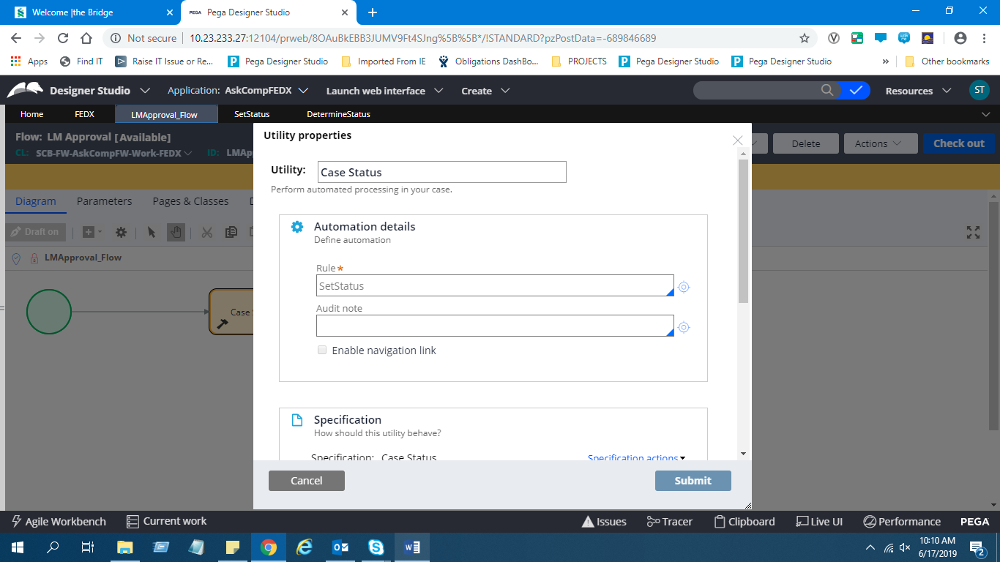 Welcome |the Bridge
PEGA Pega Designer Studio
Not secure 10.23.233.27:12104/prweb/8OAuBkEBB3JUMV9Ft4SJng%5B%5B*/!STANDARD?pzPostData=-689846689
Apps Find IT Raise IT Issue or Re... Pega Designer Studio Imported From IE Obligations DashBo... PROJECTS Pega Designer Studio Pega Designer Studio » Other bookmarks
Designer Studio Application: AskCompFEDX Launch web interface Create Resources ST
Home FEDX LMApproval_Flow SetStatus DetermineStatus
Flow: LM Approval [Available]
CL: SCB-FW-AskCompFW-Work-FEDX ID: LMAp
Delete Actions Check out
Diagram Parameters Pages & Classes
Draft on
LMApproval_Flow
Case
Utility properties
Utility: Case Status
Perform automated processing in your case.
Automation details
Define automation
Rule*
SetStatus
Audit note
Enable navigation link
Specification
How should this utility behave?
Specification: Case Status Specification actions
Cancel Submit
Agile Workbench Current work Issues Tracer Clipboard Live UI Performance PEGA
10:10 AM
6/17/2019
2